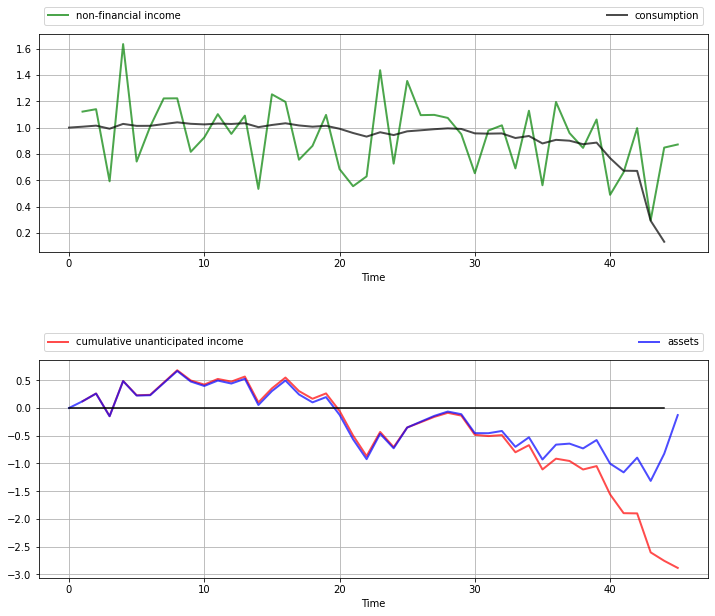 non-financial income consumption
1.6
1.4
1.2
1.0
0.8
0.6
0.4
0.2
0 10 20 30 40
Time
cumulative unanticipated income assets
0.5
0.0
−0.5
−1.0
−1.5
−2.0
−2.5
−3.0
0 10 20 30 40
Time